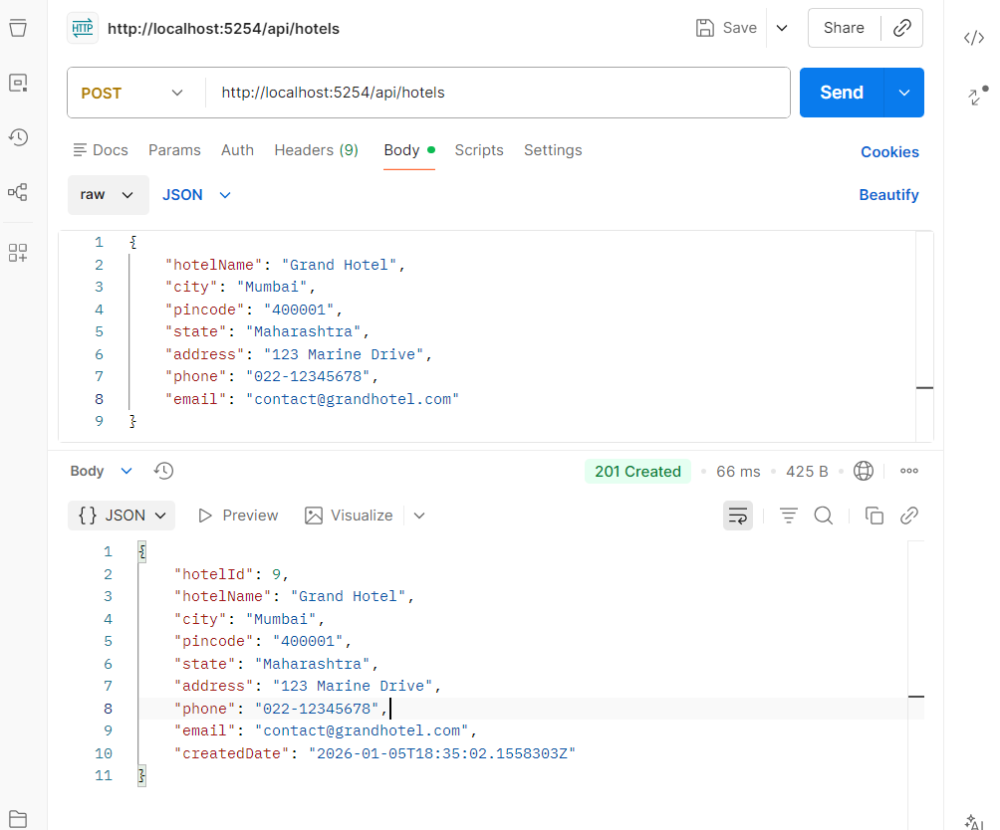 HTTP http://localhost:5254/api/hotels Save Share
POST http://localhost:5254/api/hotels Send
Docs Params Auth Headers (9) Body Scripts Settings Cookies
raw JSON Beautify
1 {
2 "hotelName": "Grand Hotel",
3 "city": "Mumbai",
4 "pincode": "400001",
5 "state": "Maharashtra",
6 "address": "123 Marine Drive",
7 "phone": "022-12345678",
8 "email": "contact@grandhotel.com"
9 }
Body 201 Created 66 ms 425 B
{} JSON Preview Visualize
1 {
2 "hotelId": 9,
3 "hotelName": "Grand Hotel",
4 "city": "Mumbai",
5 "pincode": "400001",
6 "state": "Maharashtra",
7 "address": "123 Marine Drive",
8 "phone": "022-12345678",
9 "email": "contact@grandhotel.com",
10 "createdDate": "2026-01-05T18:35:02.1558303Z"
11 }
AI